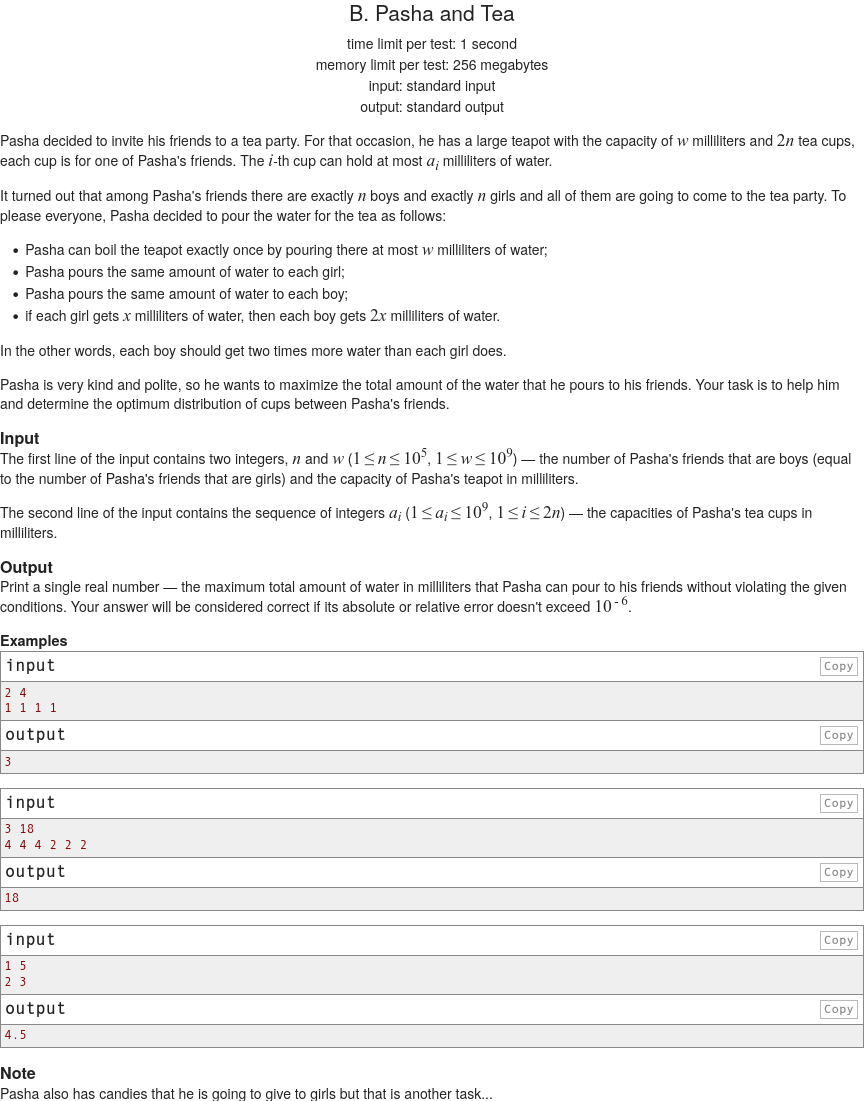 B. Pasha and Tea
time limit per test: 1 second
memory limit per test: 256 megabytes
input: standard input
output: standard output
Pasha decided to invite his friends to a tea party. For that occasion, he has a large teapot with the capacity of w milliliters and 2n tea cups,
each cup is for one of Pasha's friends. The i-th cup can hold at most a_i milliliters of water.
It turned out that among Pasha's friends there are exactly n boys and exactly n girls and all of them are going to come to the tea party. To
please everyone, Pasha decided to pour the water for the tea as follows:
• Pasha can boil the teapot exactly once by pouring there at most w milliliters of water;
• Pasha pours the same amount of water to each girl;
• Pasha pours the same amount of water to each boy;
• if each girl gets x milliliters of water, then each boy gets 2x milliliters of water.
In the other words, each boy should get two times more water than each girl does.
Pasha is very kind and polite, so he wants to maximize the total amount of the water that he pours to his friends. Your task is to help him
and determine the optimum distribution of cups between Pasha's friends.
Input
The first line of the input contains two integers, n and w (1 ≤ n ≤ 10^5, 1 ≤ w ≤ 10^9) — the number of Pasha's friends that are boys (equal
to the number of Pasha's friends that are girls) and the capacity of Pasha's teapot in milliliters.
The second line of the input contains the sequence of integers a_i (1 ≤ a_i ≤ 10^9, 1 ≤ i ≤ 2n) — the capacities of Pasha's tea cups in
milliliters.
Output
Print a single real number — the maximum total amount of water in milliliters that Pasha can pour to his friends without violating the given
conditions. Your answer will be considered correct if its absolute or relative error doesn't exceed 10^-6.
Examples
input Copy
2 4
1 1 1 1
output Copy
3
input Copy
3 18
4 4 4 2 2 2
output Copy
18
input Copy
1 5
2 3
output Copy
4.5
Note
Pasha also has candies that he is going to give to girls but that is another task...